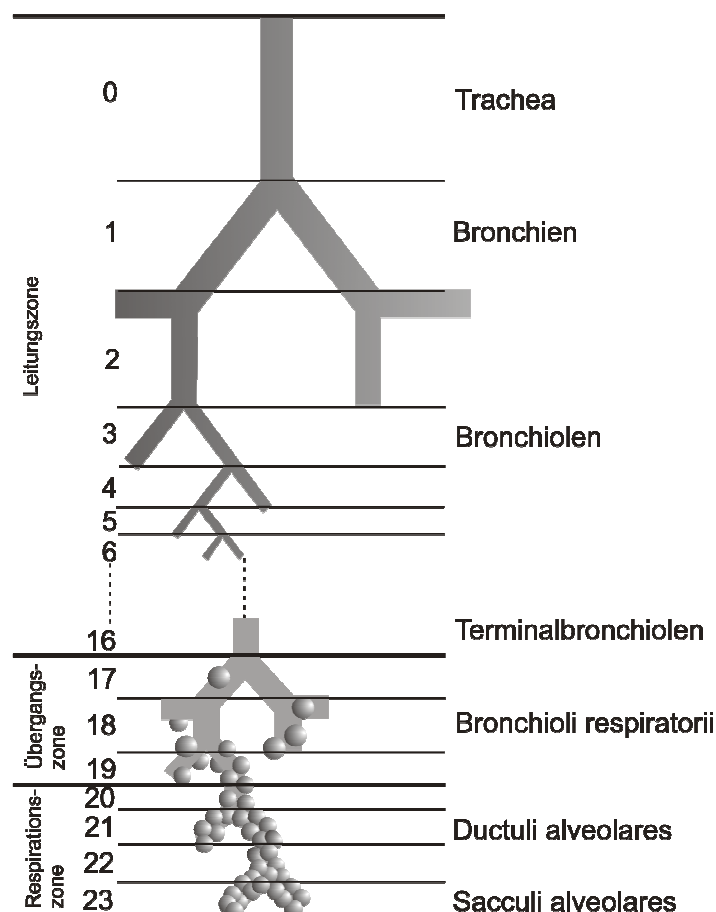 0
Trachea
1
Bronchien
Leitungszone
2
3
Bronchiolen
4
5
6
16
Terminalbronchiolen
Übergangs-
zone
17
18
Bronchioli respiratorii
19
Respirations-
zone
20
21
Ductuli alveolares
22
23
Sacculi alveolares